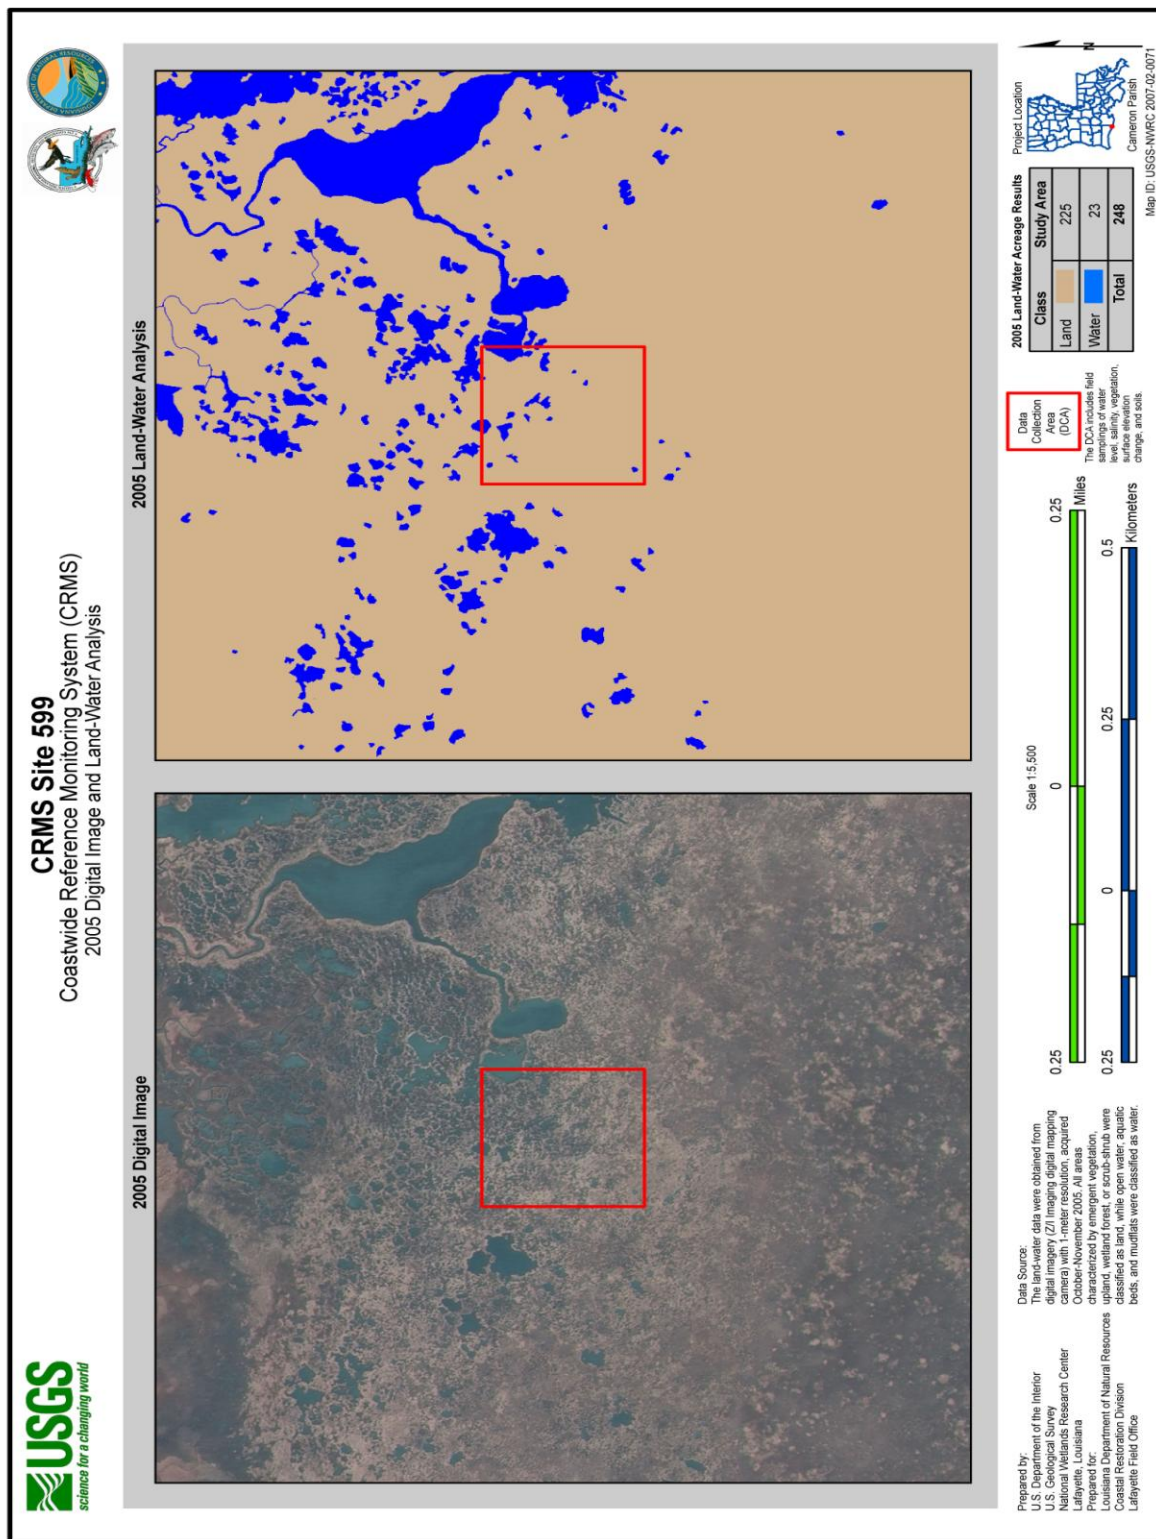 USGS
science for a changing world
CRMS Site 599
Coastwide Reference Monitoring System (CRMS)
2005 Digital Image and Land-Water Analysis
2005 Digital Image
2005 Land-Water Analysis
Prepared by:
U.S. Department of the Interior
U.S. Geological Survey
National Wetlands Research Center
Lafayette, Louisiana
Prepared for:
Louisiana Department of Natural Resources
Coastal Restoration Division
Lafayette Field Office
Data Source:
The land-water data were obtained from
digital imagery (Z/I Imaging digital mapping
camera) with 1-meter resolution, acquired
October-November 2005. All areas
characterized by emergent vegetation,
upland, wetland forest, or scrub-shrub were
classified as land, while open water, aquatic
beds, and mudflats were classified as water.
Scale 1:5,500
0.25 0 0.25
Miles
0.25 0 0.25 0.5
Kilometers
Data
Collection
Area
(DCA)
The DCA includes field
samplings of water
level, salinity, vegetation,
surface elevation
change, and soils.
2005 Land-Water Acreage Results
Class Study Area
Land 225
Water 23
Total 248
Project Location
N
Cameron Parish
Map ID: USGS-NWRC 2007-02-0071